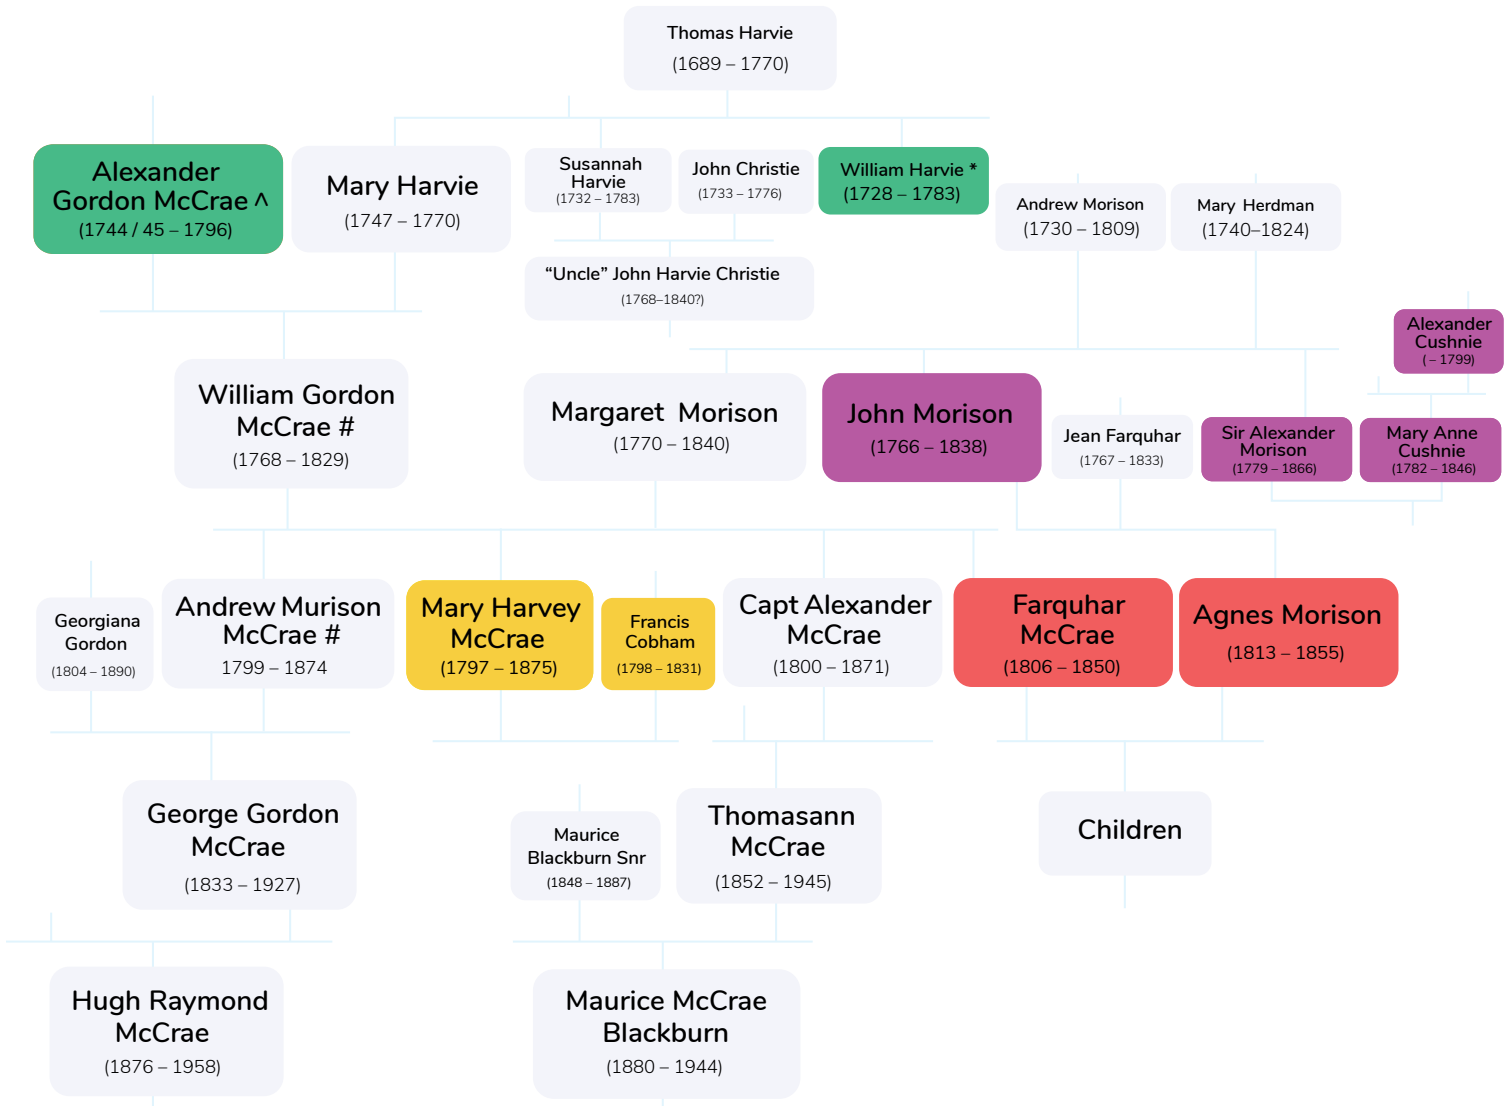 Thomas Harvie
(1689 – 1770)
Alexander
Gordon McCrae ^
(1744 / 45 – 1796)
Mary Harvie
(1747 – 1770)
Susannah
Harvie
(1732 – 1783)
John Christie
(1733 – 1776)
William Harvie *
(1728 – 1783)
Andrew Morison
(1730 – 1809)
Mary Herdman
(1740–1824)
“Uncle” John Harvie Christie
(1768–1840?)
Alexander
Cushnie
( – 1799)
William Gordon
McCrae #
(1768 – 1829)
Margaret Morison
(1770 – 1840)
John Morison
(1766 – 1838)
Jean Farquhar
(1767 – 1833)
Sir Alexander
Morison
(1779 – 1866)
Mary Anne
Cushnie
(1782 – 1846)
Georgiana
Gordon
(1804 – 1890)
Andrew Murison
McCrae #
1799 – 1874
Mary Harvey
McCrae
(1797 – 1875)
Francis
Cobham
(1798 – 1831)
Capt Alexander
McCrae
(1800 – 1871)
Farquhar
McCrae
(1806 – 1850)
Agnes Morison
(1813 – 1855)
George Gordon
McCrae
(1833 – 1927)
Maurice
Blackburn Snr
(1848 – 1887)
Thomasann
McCrae
(1852 – 1945)
Children
Hugh Raymond
McCrae
(1876 – 1958)
Maurice McCrae
Blackburn
(1880 – 1944)